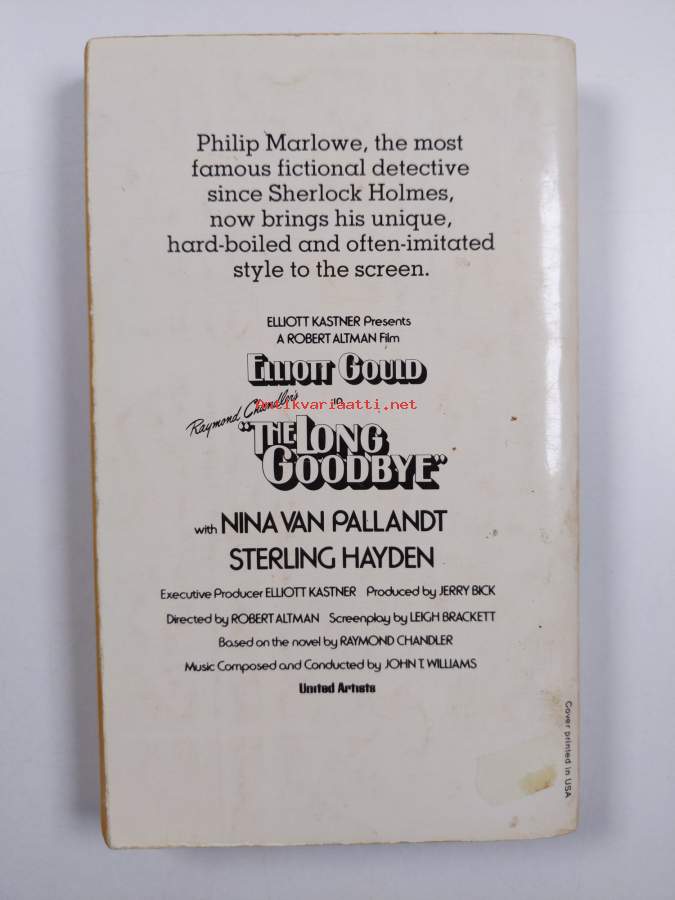 Philip Marlowe, the most
famous fictional detective
since Sherlock Holmes,
now brings his unique,
hard-boiled and often-imitated
style to the screen.
ELLIOTT KASTNER Presents
A ROBERT ALTMAN Film
ELLIOTT GOULD
in
Antikvariaatti.net
Raymond Chandler's
"THE LONG
GOODBYE"
with NINA VAN PALLANDT
STERLING HAYDEN
Executive Producer ELLIOTT KASTNER Produced by JERRY BICK
Directed by ROBERT ALTMAN Screenplay by LEIGH BRACKETT
Based on the novel by RAYMOND CHANDLER
Music Composed and Conducted by JOHN T. WILLIAMS
United Artists
Cover printed in USA